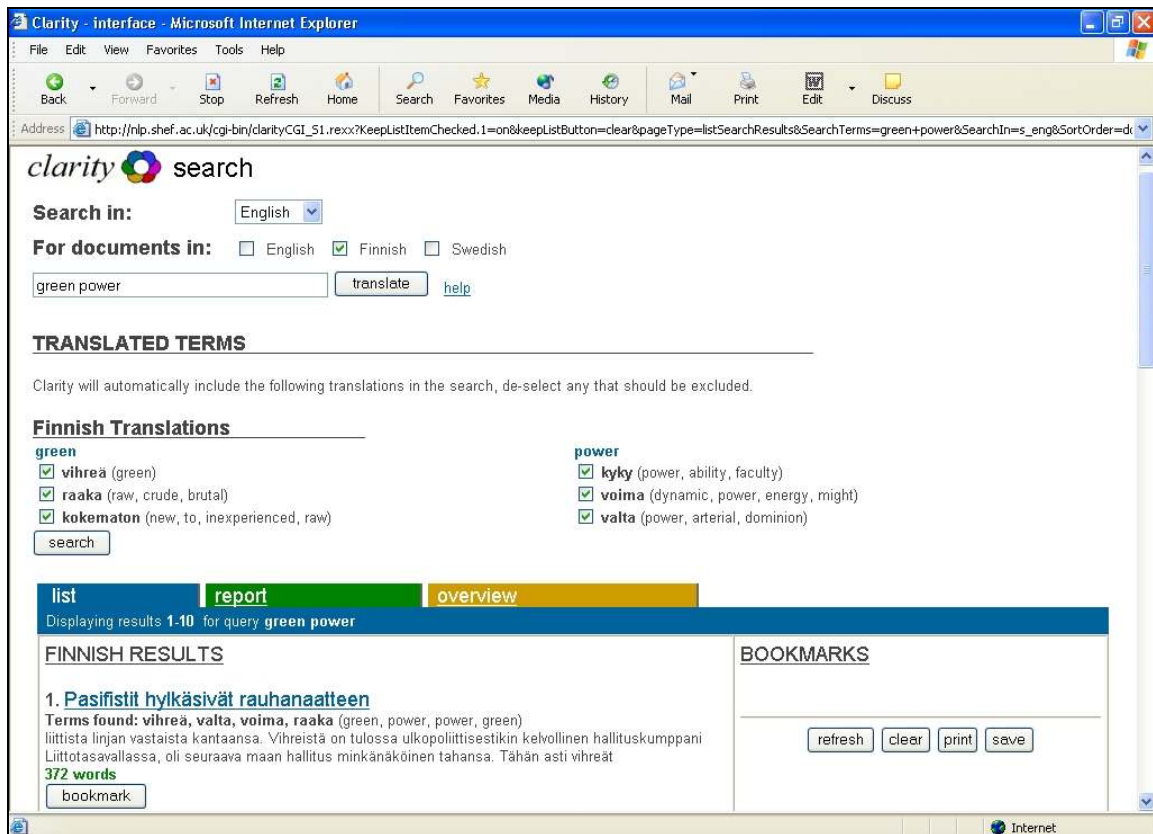 Clarity - interface - Microsoft Internet Explorer
File Edit View Favorites Tools Help
Back Forward Stop Refresh Home Search Favorites Media History Mail Print Edit Discuss
Address http://nlp.shef.ac.uk/cgi-bin/clarityCGI_S1.rexx?KeepListItemChecked.1=on&keepListButton=clear&pageType=listSearchResults&SearchTerms=green+power&SearchIn=s_eng&SortOrder=do
clarity search
Search in: English
For documents in: English Finnish Swedish
green power translate help
TRANSLATED TERMS
Clarity will automatically include the following translations in the search, de-select any that should be excluded.
Finnish Translations
green power
vihreä (green) kyky (power, ability, faculty)
raaka (raw, crude, brutal) voima (dynamic, power, energy, might)
kokematon (new, to, inexperienced, raw) valta (power, arterial, dominion)
search
list report overview
Displaying results 1-10 for query green power
FINNISH RESULTS BOOKMARKS
1. Pasifistit hylkäsivät rauhanaatteen
Terms found: vihreä, valta, voima, raaka (green, power, power, green)
liittista linjan vastaista kantaansa. Vihreistä on tulossa ulkopoliittisestikin kelvollinen hallituskumppani
Liittotasavallassa, oli seuraava maan hallitus minkänäköinen tahansa. Tähän asti vihreät
refresh clear print save
372 words
bookmark
Internet